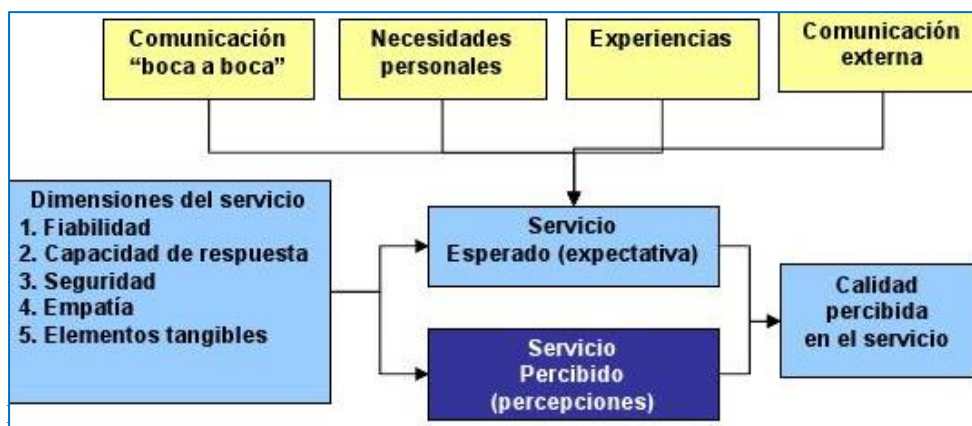 Comunicación
“boca a boca”
Necesidades
personales
Experiencias
Comunicación
externa
Dimensiones del servicio
1. Fiabilidad
2. Capacidad de respuesta
3. Seguridad
4. Empatía
5. Elementos tangibles
Servicio
Esperado (expectativa)
Servicio
Percibido
(percepciones)
Calidad
percibida
en el servicio